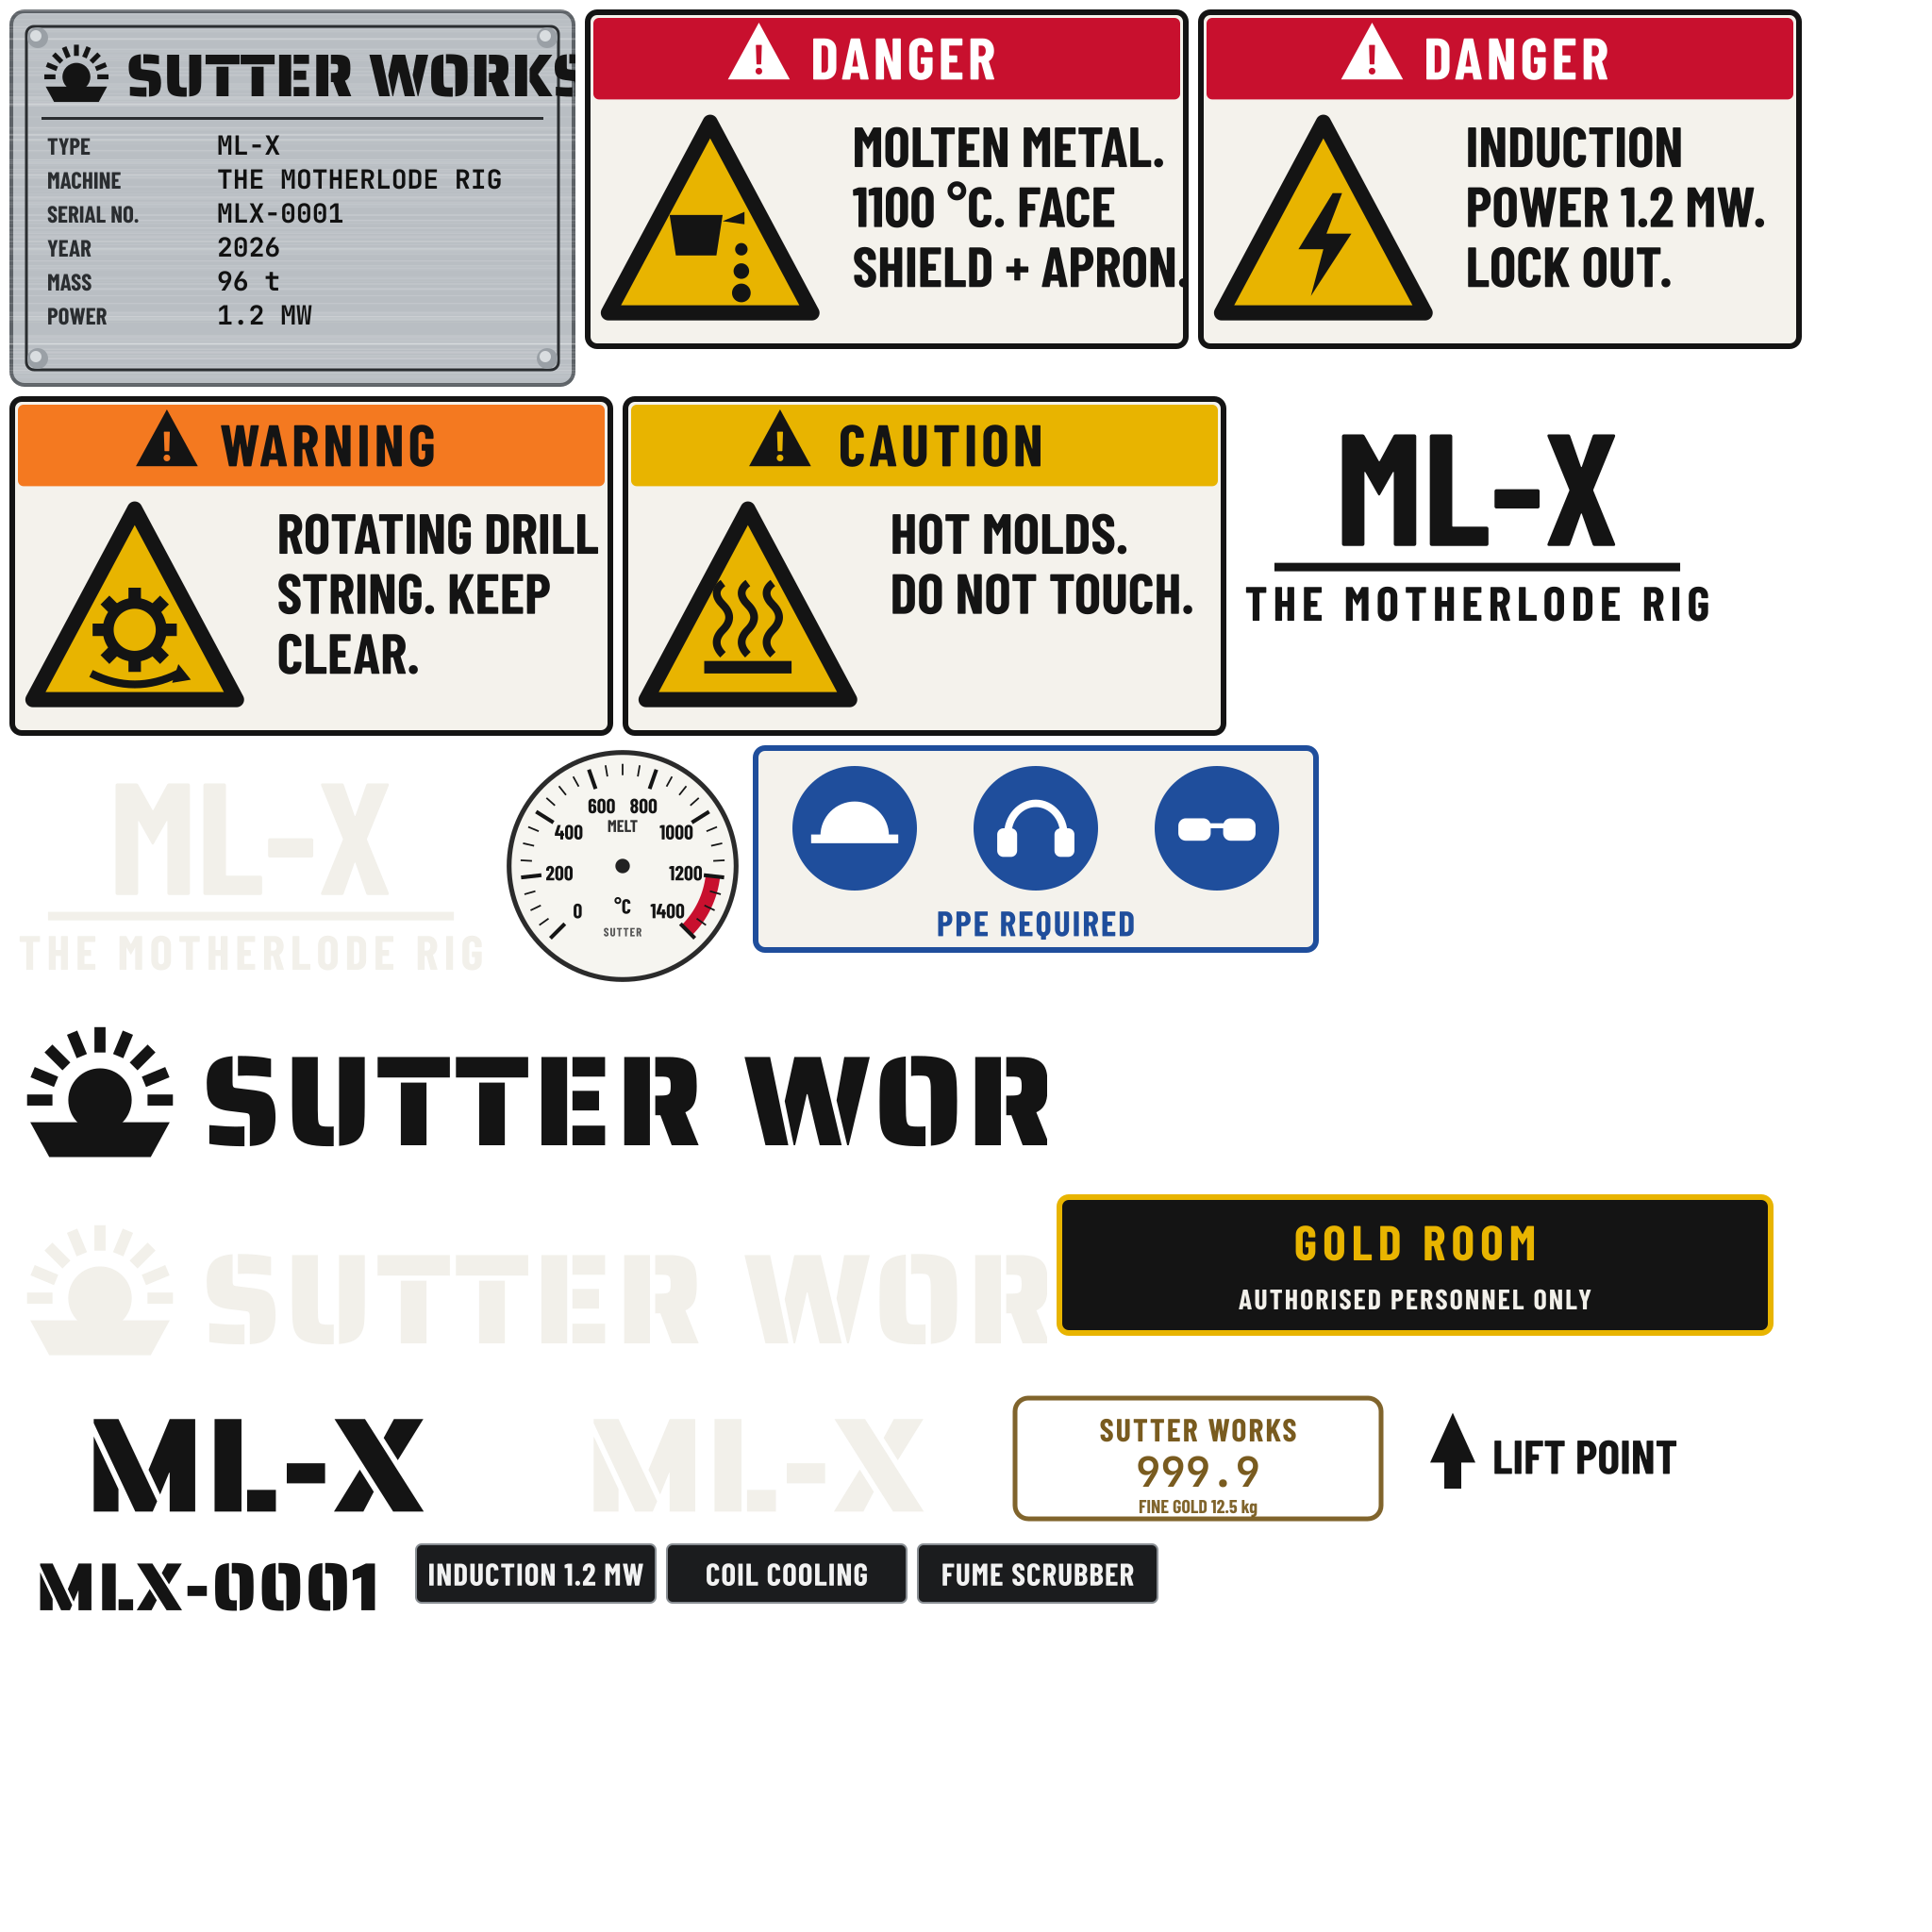 SUTTER WORKS
TYPE ML-X
MACHINE THE MOTHERLODE RIG
SERIAL NO. MLX-0001
YEAR 2026
MASS 96 t
POWER 1.2 MW
! DANGER
MOLTEN METAL.
1100 °C. FACE
SHIELD + APRON.
! DANGER
INDUCTION
POWER 1.2 MW.
LOCK OUT.
! WARNING
ROTATING DRILL
STRING. KEEP
CLEAR.
! CAUTION
HOT MOLDS.
DO NOT TOUCH.
ML-X
THE MOTHERLODE RIG
ML-X
THE MOTHERLODE RIG
600 800
MELT
400 1000
200 1200
°C
0 1400
SUTTER
PPE REQUIRED
SUTTER WOR
SUTTER WOR
GOLD ROOM
AUTHORISED PERSONNEL ONLY
ML-X
ML-X
SUTTER WORKS
999.9
FINE GOLD 12.5 kg
LIFT POINT
MLX-0001
INDUCTION 1.2 MW
COIL COOLING
FUME SCRUBBER